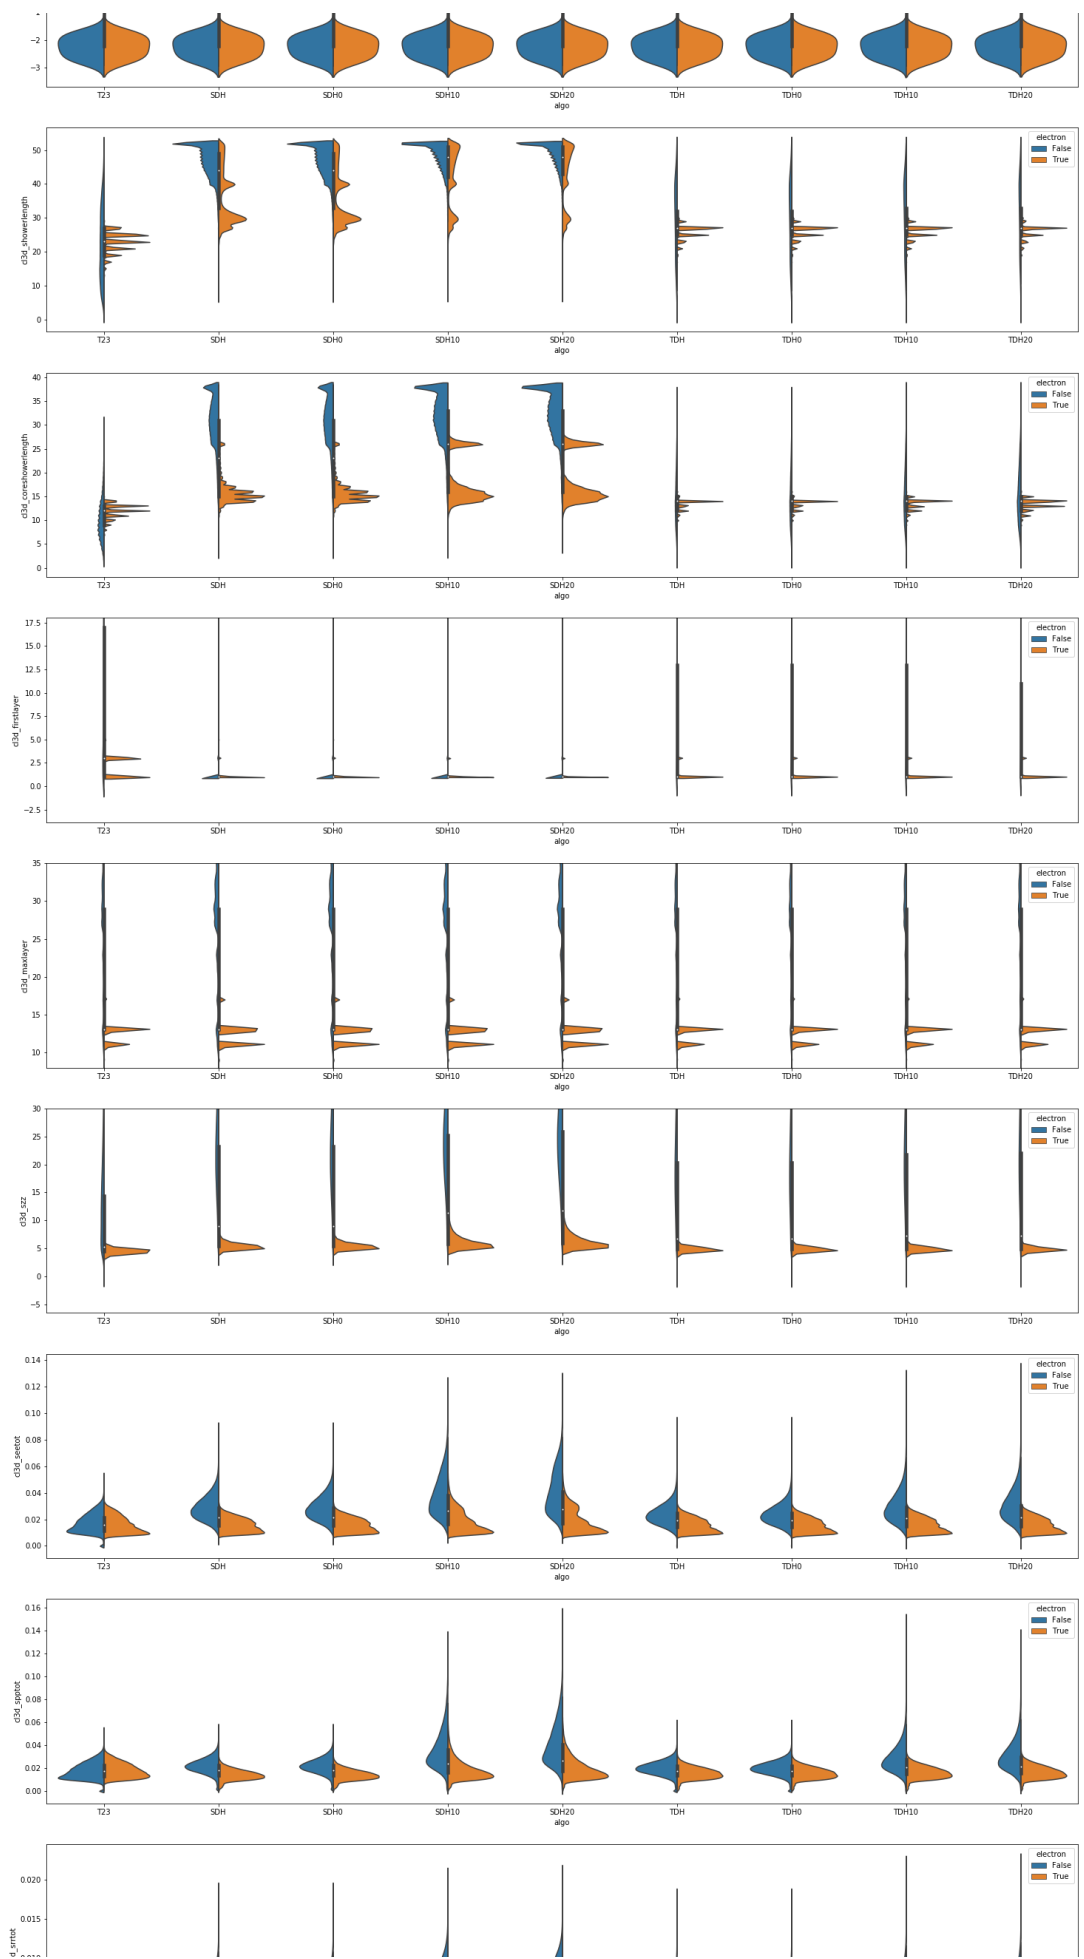 −2
−3
T23 SDH SDH0 SDH10 SDH20 TDH TDH0 TDH10 TDH20
algo
cl3d_showerlength
50
40
30
20
10
0
electron
False
True
T23 SDH SDH0 SDH10 SDH20 TDH TDH0 TDH10 TDH20
algo
cl3d_coreshowerlength
40
35
30
25
20
15
10
5
0
electron
False
True
T23 SDH SDH0 SDH10 SDH20 TDH TDH0 TDH10 TDH20
algo
cl3d_firstlayer
17.5
15.0
12.5
10.0
7.5
5.0
2.5
0.0
−2.5
electron
False
True
T23 SDH SDH0 SDH10 SDH20 TDH TDH0 TDH10 TDH20
algo
cl3d_maxlayer
35
30
25
20
15
10
electron
False
True
T23 SDH SDH0 SDH10 SDH20 TDH TDH0 TDH10 TDH20
algo
cl3d_szz
30
25
20
15
10
5
0
−5
electron
False
True
T23 SDH SDH0 SDH10 SDH20 TDH TDH0 TDH10 TDH20
algo
cl3d_seetot
0.14
0.12
0.10
0.08
0.06
0.04
0.02
0.00
electron
False
True
T23 SDH SDH0 SDH10 SDH20 TDH TDH0 TDH10 TDH20
algo
cl3d_spptot
0.16
0.14
0.12
0.10
0.08
0.06
0.04
0.02
0.00
electron
False
True
T23 SDH SDH0 SDH10 SDH20 TDH TDH0 TDH10 TDH20
algo
d_srrtot
0.020
0.015
0.010
electron
False
True